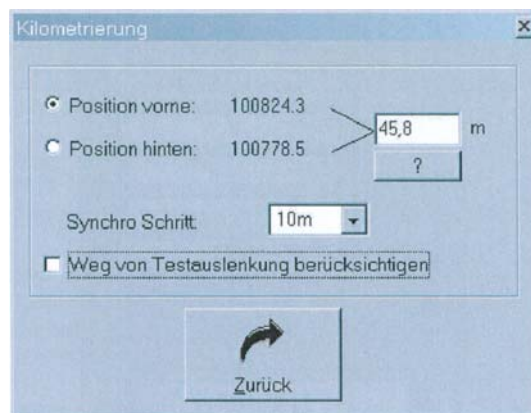 Kilometrierung
Position vorne: 100824.3
45,8 m
Position hinten: 100778.5
?
Synchro Schritt: 10m
Weg von Testauslenkung berücksichtigen
Zurück